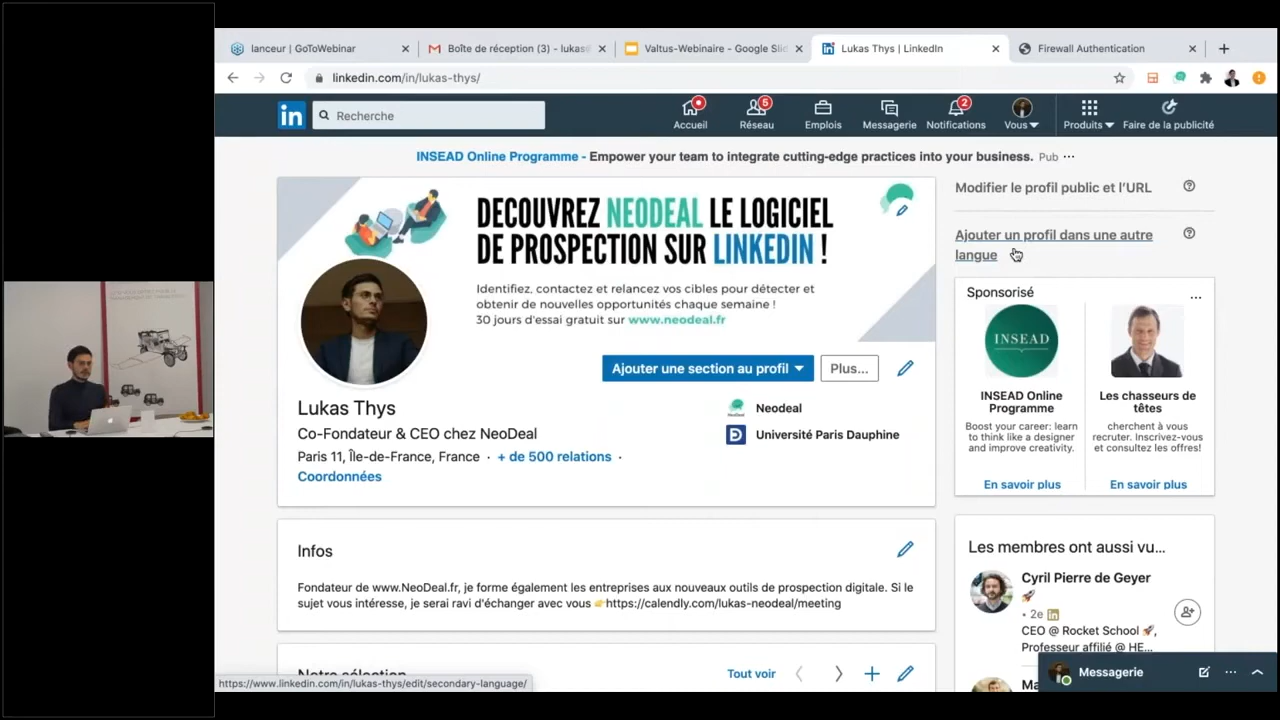 lanceur | GoToWebinar
Boîte de réception (3) - lukas@
Valtus-Webinaire - Google Slid
Lukas Thys | LinkedIn
Firewall Authentication
linkedin.com/in/lukas-thys/
in
Recherche
Accueil
5
Réseau
Emplois
Messagerie
2
Notifications
Vous
Produits
Faire de la publicité
INSEAD Online Programme - Empower your team to integrate cutting-edge practices into your business. Pub ···
DECOUVREZ NEODEAL LE LOGICIEL
DE PROSPECTION SUR LINKEDIN !
Identifiez, contactez et relancez vos cibles pour détecter et
obtenir de nouvelles opportunités chaque semaine !
30 jours d'essai gratuit sur www.neodeal.fr
Ajouter une section au profil
Plus...
Lukas Thys
Co-Fondateur & CEO chez NeoDeal
Paris 11, Île-de-France, France · + de 500 relations ·
Coordonnées
Neodeal
Université Paris Dauphine
Infos
Fondateur de www.NeoDeal.fr, je forme également les entreprises aux nouveaux outils de prospection digitale. Si le
sujet vous intéresse, je serai ravi d'échanger avec vous 👉https://calendly.com/lukas-neodeal/meeting
Notre sélection
Tout voir
https://www.linkedin.com/in/lukas-thys/edit/secondary-language/
Modifier le profil public et l'URL
Ajouter un profil dans une autre
langue
Sponsorisé
...
INSEAD
INSEAD Online
Programme
Boost your career: learn
to think like a designer
and improve creativity.
En savoir plus
Les chasseurs de
têtes
cherchent à vous
recruter. Inscrivez-vous
et consultez les offres!
En savoir plus
Les membres ont aussi vu...
Cyril Pierre de Geyer
🚀
• 2e in
CEO @ Rocket School 🚀,
Professeur affilié @ HE...
Messagerie